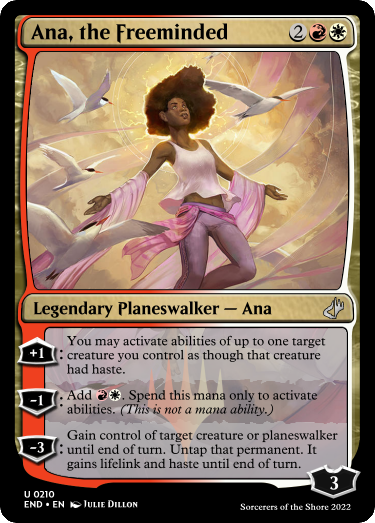 Ana, the Freeminded 2
Legendary Planeswalker — Ana
+1: You may activate abilities of up to one target
creature you control as though that creature
had haste.
-1: Add . Spend this mana only to activate
abilities. (This is not a mana ability.)
-3: Gain control of target creature or planeswalker
until end of turn. Untap that permanent. It
gains lifelink and haste until end of turn.
3
U 0210
END • EN JULIE DILLON
Sorcerers of the Shore 2022